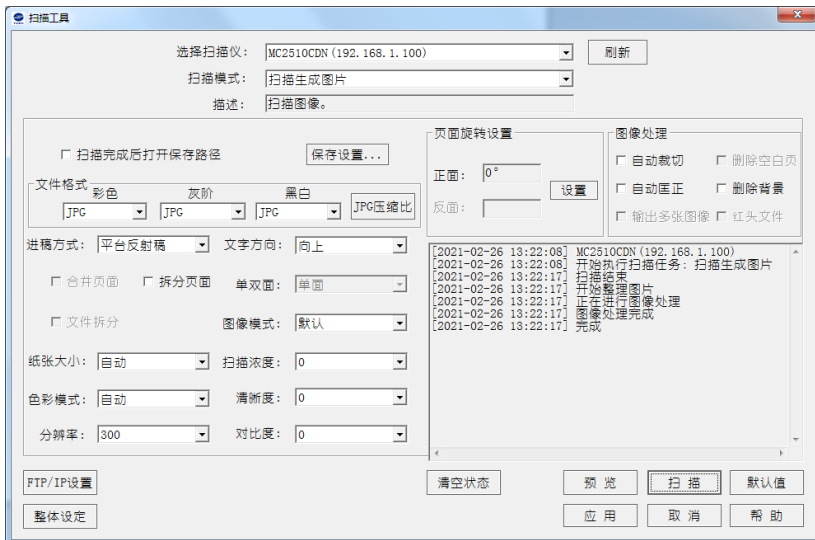 扫描工具
选择扫描仪: MC2510CDN(192.168.1.100) 刷新
扫描模式: 扫描生成图片
描述: 扫描图像。
扫描完成后打开保存路径 保存设置...
文件格式
彩色 灰阶 黑白
JPG JPG JPG JPG压缩比
页面旋转设置
正面: 0°
反面:
设置
图像处理
自动裁切 删除空白页
自动匡正 删除背景
输出多张图像 红头文件
进稿方式: 平台反射稿 文字方向: 向上
合并页面 拆分页面 单双面: 单面
文件拆分 图像模式: 默认
纸张大小: 自动 扫描浓度: 0
色彩模式: 自动 清晰度: 0
分辨率: 300 对比度: 0
[2021-02-26 13:22:08] MC2510CDN(192.168.1.100)
[2021-02-26 13:22:08] 开始执行扫描任务: 扫描生成图片
[2021-02-26 13:22:17] 扫描结束
[2021-02-26 13:22:17] 开始整理图片
[2021-02-26 13:22:17] 正在进行图像处理
[2021-02-26 13:22:17] 图像处理完成
[2021-02-26 13:22:17] 完成
FTP/IP设置 清空状态 预 览 扫 描 默认值
整体设定 应 用 取 消 帮 助